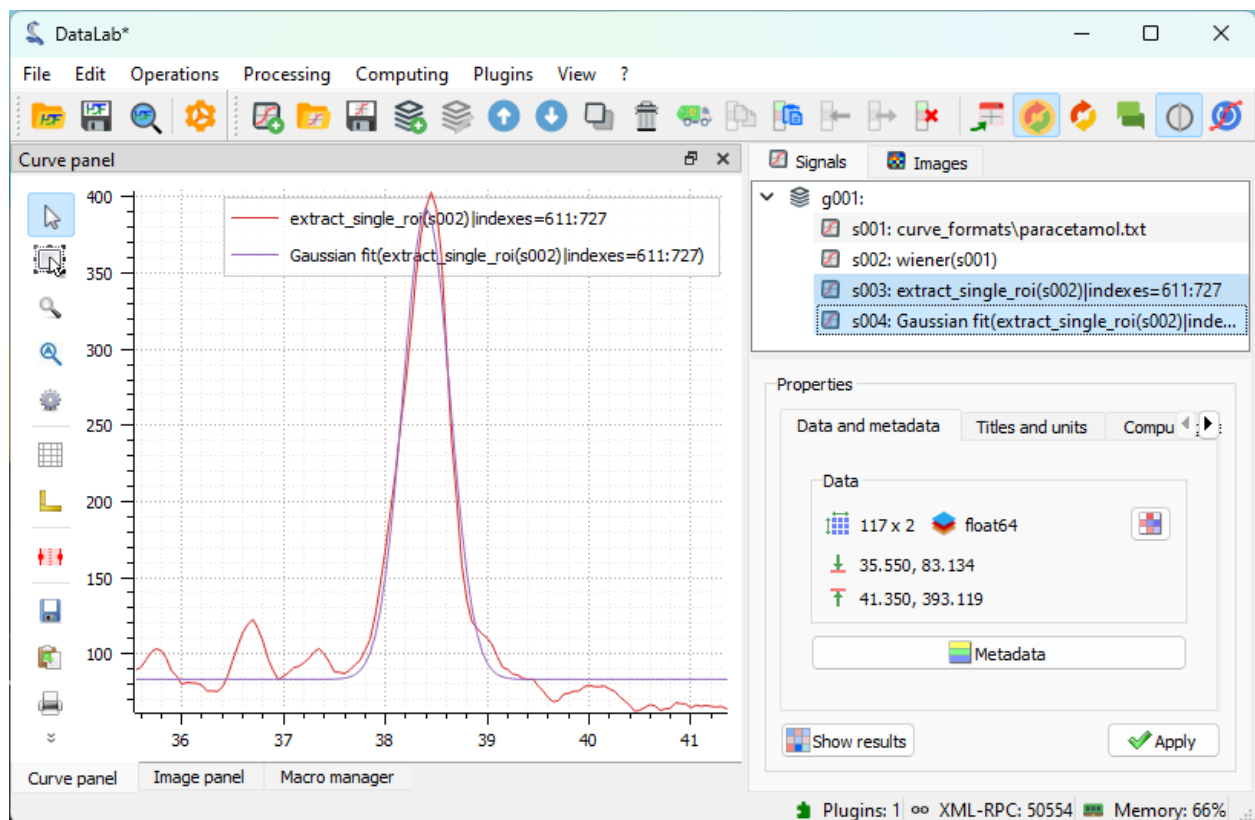 DataLab*
File Edit Operations Processing Computing Plugins View ?
Curve panel
400
350
300
250
200
150
100
36 37 38 39 40 41
extract_single_roi(s002)|indexes=611:727
Gaussian fit(extract_single_roi(s002)|indexes=611:727)
Curve panel Image panel Macro manager
Signals Images
g001:
s001: curve_formats\paracetamol.txt
s002: wiener(s001)
s003: extract_single_roi(s002)|indexes=611:727
s004: Gaussian fit(extract_single_roi(s002)|inde...
Properties
Data and metadata Titles and units Compu
Data
117 x 2 float64
35.550, 83.134
41.350, 393.119
Metadata
Show results Apply
Plugins: 1 XML-RPC: 50554 Memory: 66%